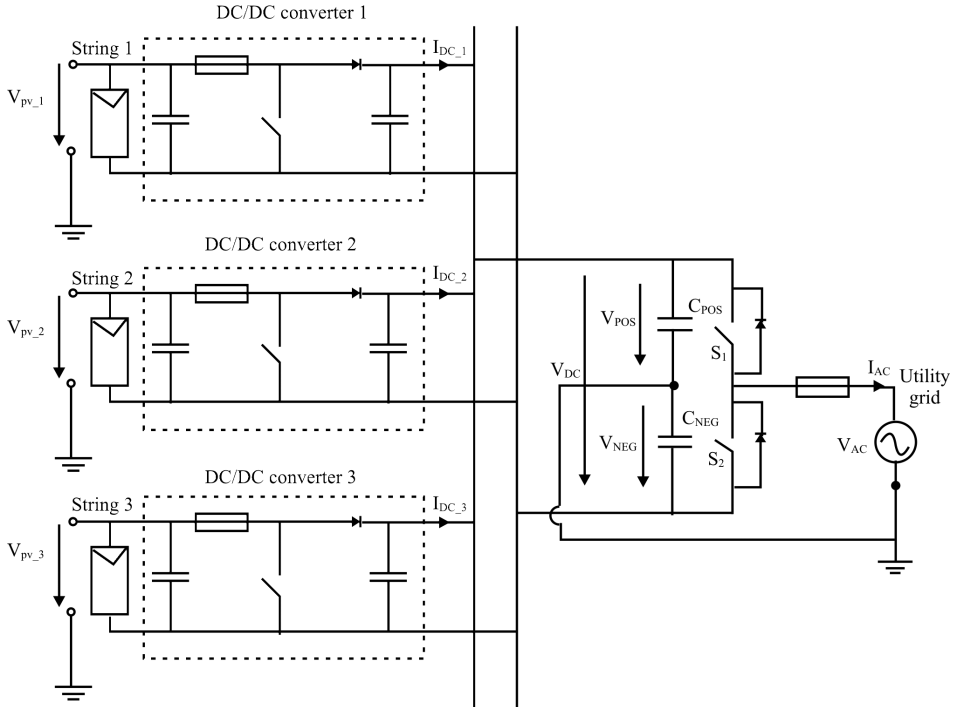 DC/DC converter 1
String 1
I_DC_1
V_pv_1
DC/DC converter 2
String 2
I_DC_2
V_pv_2
C_POS
V_POS
S_1
V_DC
I_AC
Utility
grid
C_NEG
V_NEG
V_AC
S_2
DC/DC converter 3
String 3
I_DC_3
V_pv_3